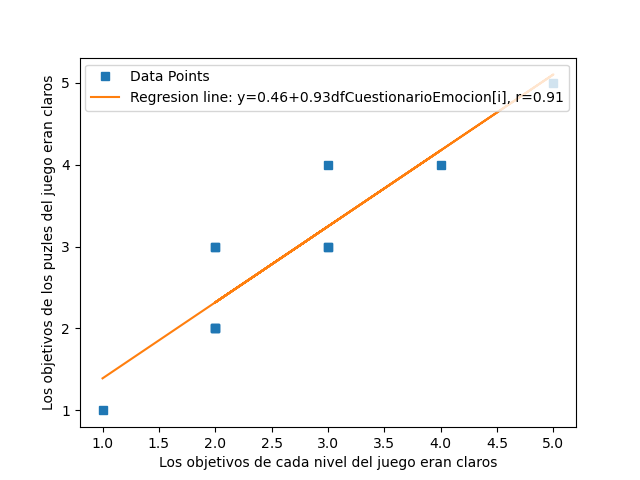 Data Points
Regresion line: y=0.46+0.93dfCuestionarioEmocion[i], r=0.91
5
4
3
2
1
Los objetivos de los puzles del juego eran claros
1.0 1.5 2.0 2.5 3.0 3.5 4.0 4.5 5.0
Los objetivos de cada nivel del juego eran claros